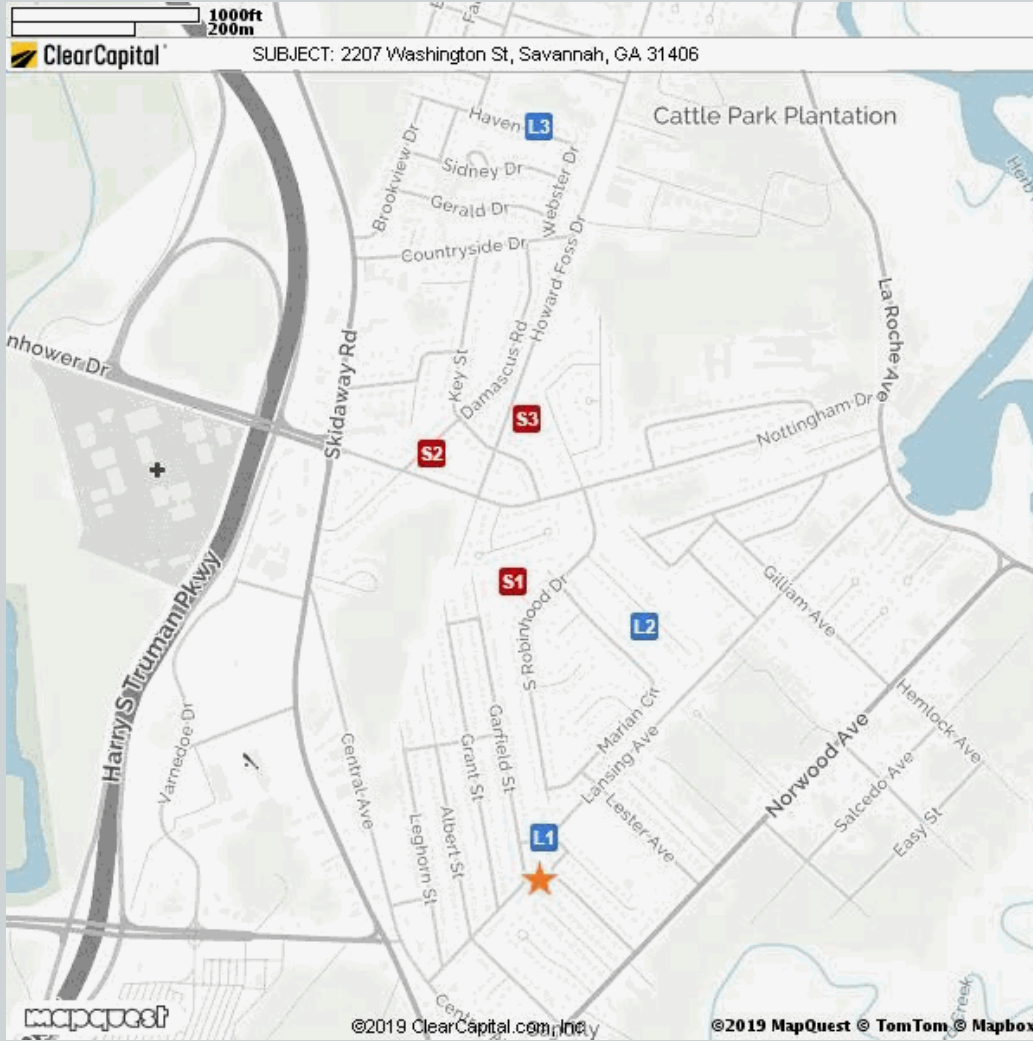 1000ft
200m
ClearCapital
SUBJECT: 2207 Washington St, Savannah, GA 31406
Haven
L3
Cattle Park Plantation
Brookview Dr
Sidney Dr
Webster Dr
Gerald Dr
Countryside Dr
Howard Foss Dr
La Roche Ave
nhower Dr
Skidaway Rd
Key St
Damascus Rd
S3
Nottingham Dr
S2
S1
Gilliam Ave
Harry S Truman Pkwy
S Robinhood Dr
L2
Hemlock Ave
Marian Cir
Garfield St
Lansing Ave
Norwood Ave
Varnedoe Dr
Central Ave
Grant St
Salcedo Ave
Lester Ave
Easy St
Albert St
Leghorn St
L1
Creek
mapquest
©2019 ClearCapital.com, Inc.
©2019 MapQuest © TomTom © Mapbox